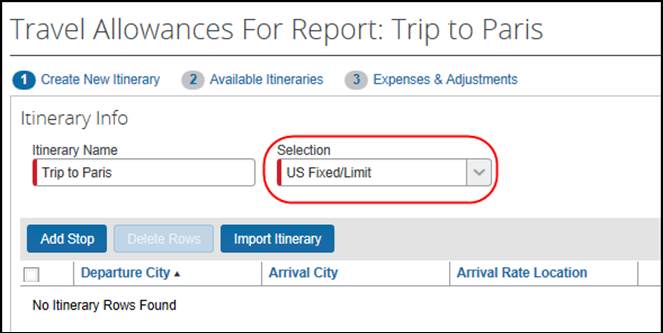 Travel Allowances For Report: Trip to Paris
1 Create New Itinerary 2 Available Itineraries 3 Expenses & Adjustments
Itinerary Info
Itinerary Name Selection
Trip to Paris US Fixed/Limit
Add Stop Delete Rows Import Itinerary
Departure City Arrival City Arrival Rate Location
No Itinerary Rows Found